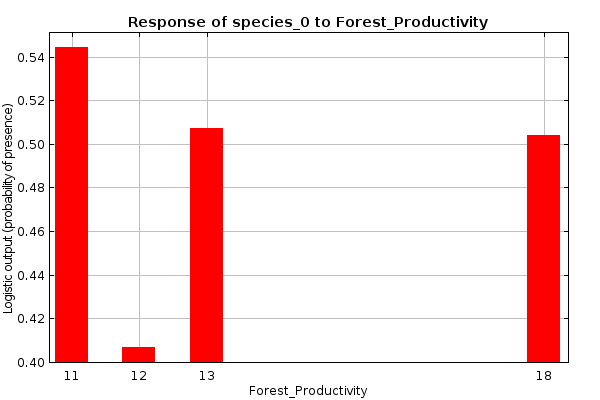 Response of species_0 to Forest_Productivity
Logistic output (probability of presence)
0.54
0.52
0.50
0.48
0.46
0.44
0.42
0.40
11 12 13 18
Forest_Productivity